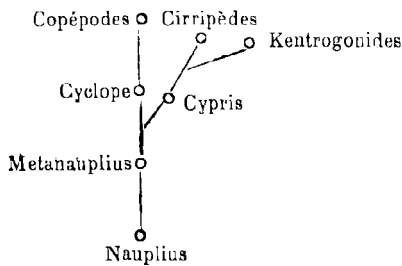 Copépodes
Cirripèdes
Kentrogonides
Cyclope
Cypris
Metanauplius
Nauplius